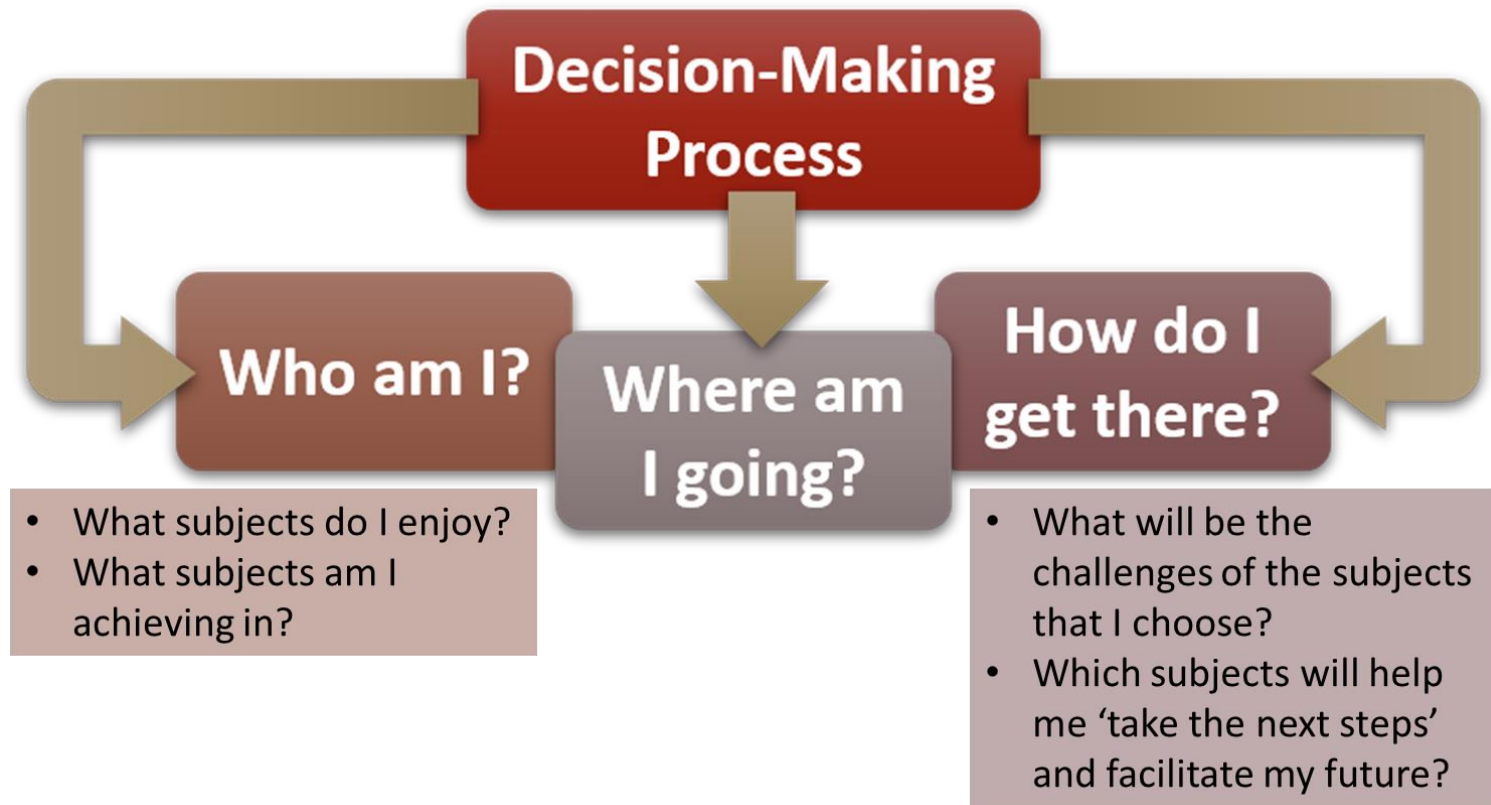 Decision-Making
Process
Who am I?
Where am
I going?
How do I
get there?
• What subjects do I enjoy?
• What subjects am I
achieving in?
• What will be the
challenges of the subjects
that I choose?
• Which subjects will help
me ‘take the next steps’
and facilitate my future?